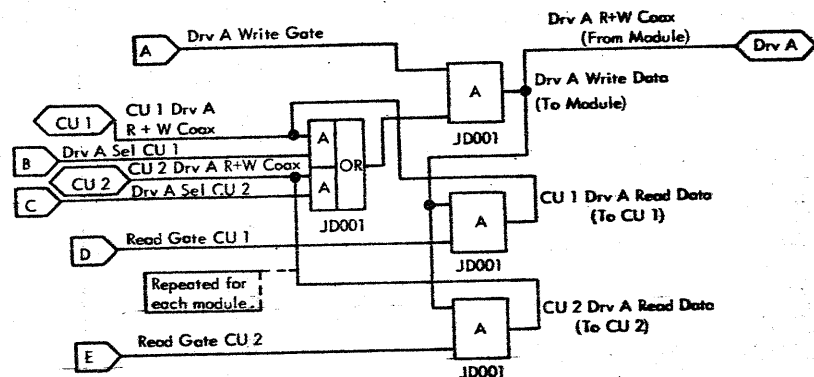 Drv A R+W Coax
(From Module)
Drv A
A
Drv A Write Gate
A
JD001
Drv A Write Data
(To Module)
CU 1
CU 1 Drv A
R + W Coax
B
Drv A Sel CU 1
CU 2
CU 2 Drv A R+W Coax
C
Drv A Sel CU 2
A
OR
A
JD001
CU 1 Drv A Read Data
(To CU 1)
D
Read Gate CU 1
A
JD001
Repeated for
each module.
CU 2 Drv A Read Data
(To CU 2)
E
Read Gate CU 2
A
JD001